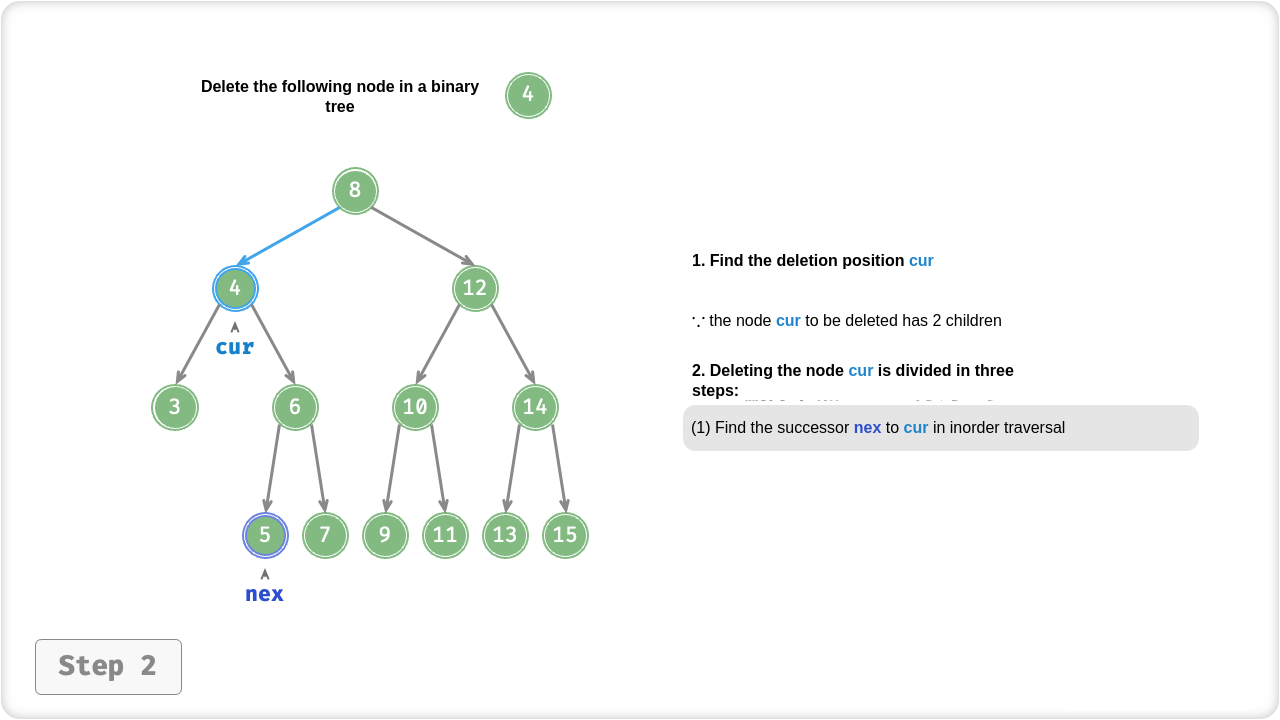 Delete the following node in a binary
tree
4
8
4
12
cur
3
6
10
14
5
7
9
11
13
15
nex
1. Find the deletion position cur
∵ the node cur to be deleted has 2 children
2. Deleting the node cur is divided in three
steps:
(1) Find the successor nex to cur in inorder traversal
Step 2